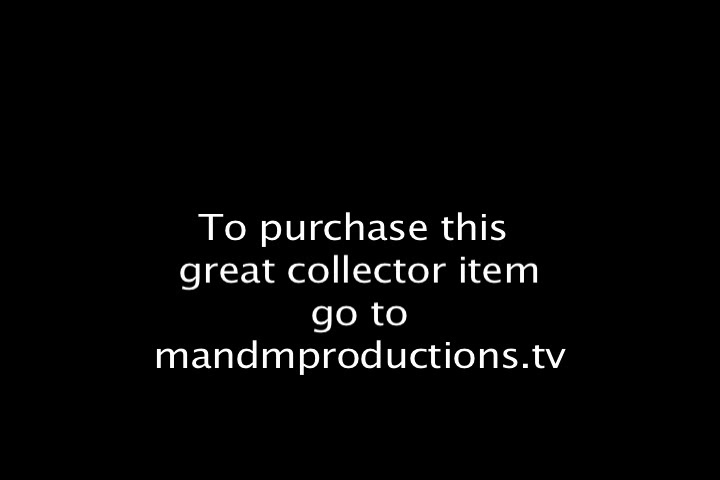 To purchase this
great collector item
go to
mandmproductions.tv